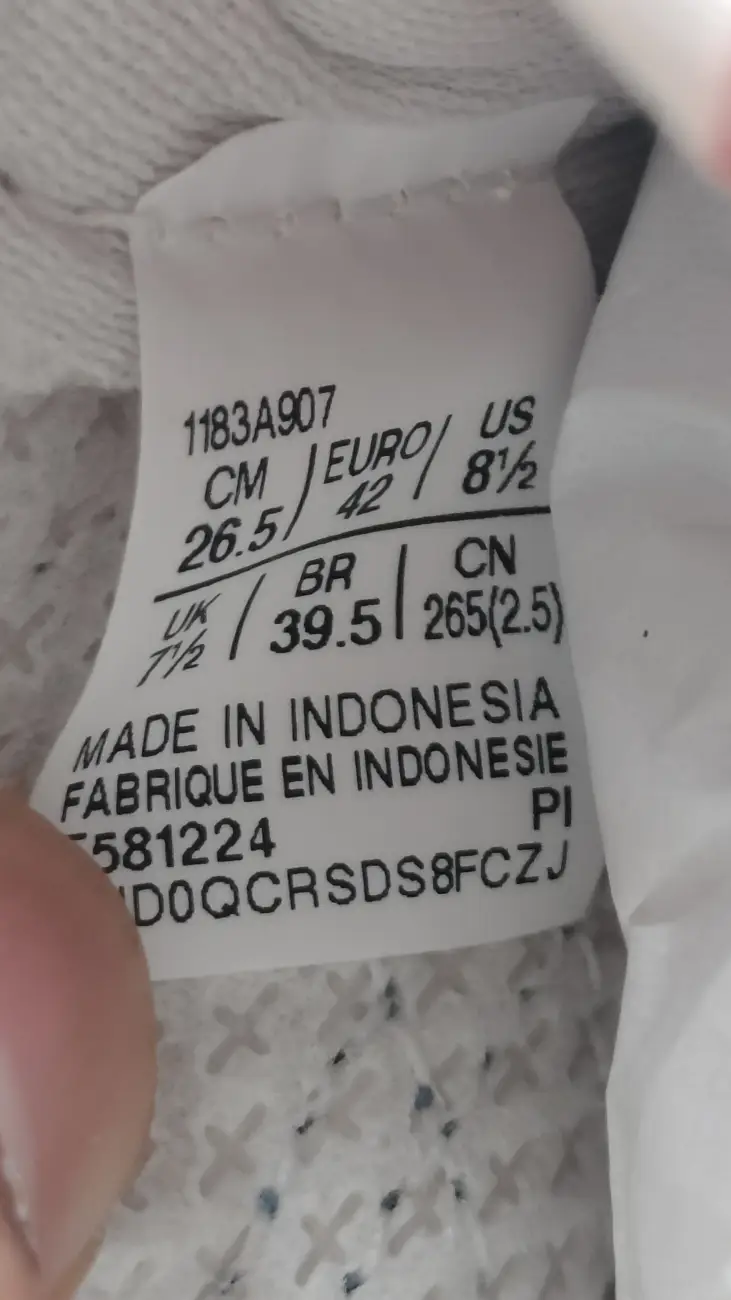 1183A907
CM / EURO / US
26.5 / 42 / 8½
UK / BR | CN
7½ / 39.5 | 265(2.5)
MADE IN INDONESIA
FABRIQUE EN INDONESIE
581224 PI
D0QCRSDS8FCZJ